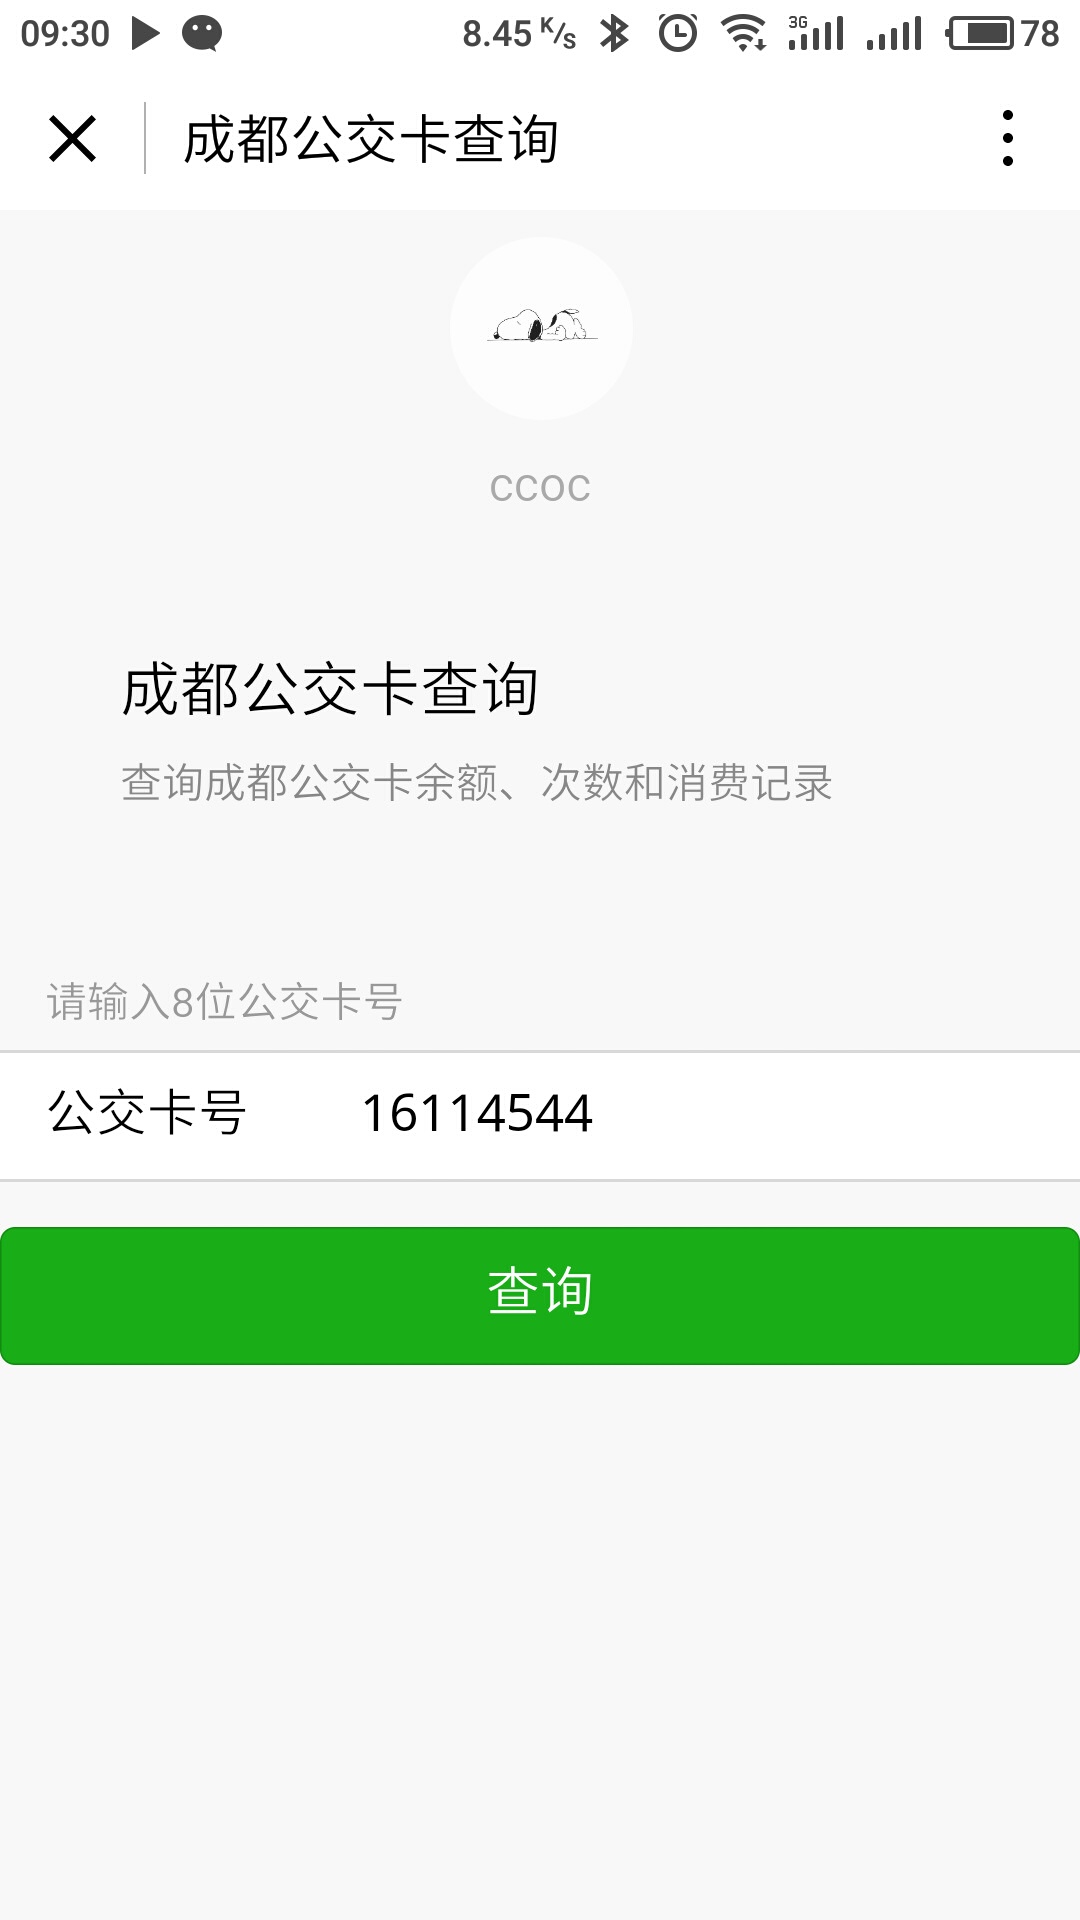 09:30 8.45 K/s 3G 78
成都公交卡查询
ccoc
成都公交卡查询
查询成都公交卡余额、次数和消费记录
请输入8位公交卡号
公交卡号 16114544
查询